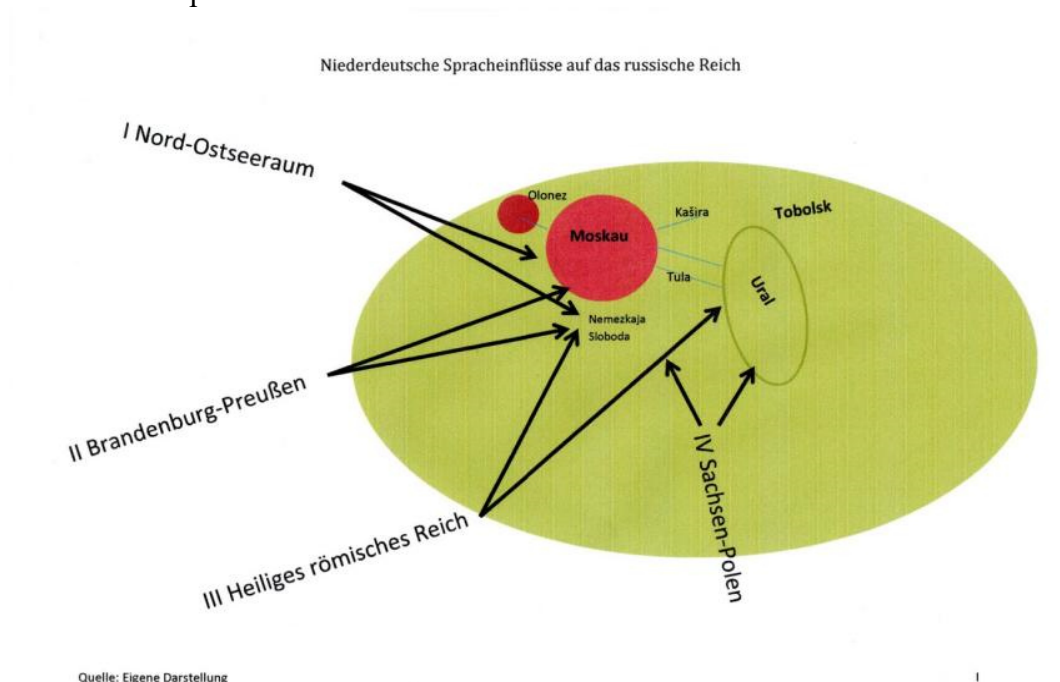 Niederdeutsche Spracheinflüsse auf das russische Reich
I Nord-Ostseeraum
Olonez
Moskau
Kašira
Tobolsk
Tula
Ural
Nemezkaja
Sloboda
II Brandenburg-Preußen
III Heiliges römisches Reich
IV Sachsen-Polen
Quelle: Eigene Darstellung
I